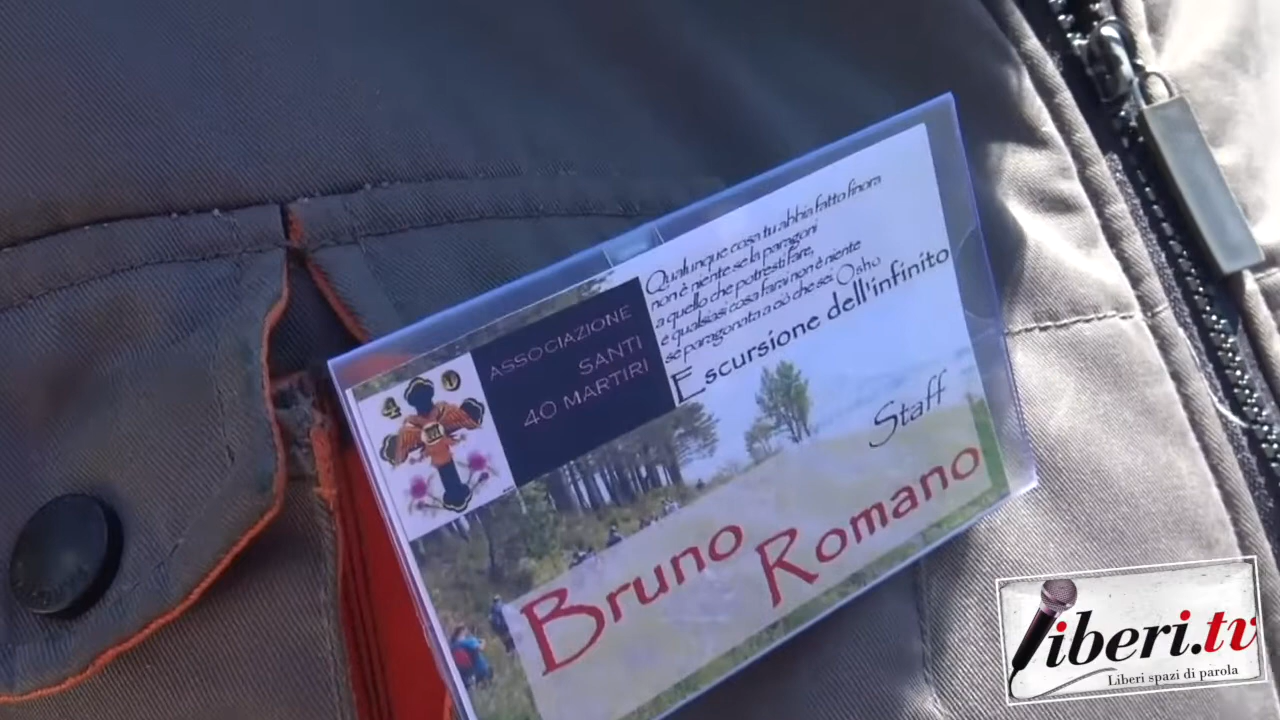 Qualunque cosa tu abbia fatto finora
non è niente se la paragoni
a quello che potresti fare,
e qualsiasi cosa farai non è niente
se paragonata a ciò che sei Osho
Escursione dell'infinito
ASSOCIAZIONE
SANTI
40 MARTIRI
4 0
Staff
Bruno Romano
Liberi.tv
Liberi spazi di parola